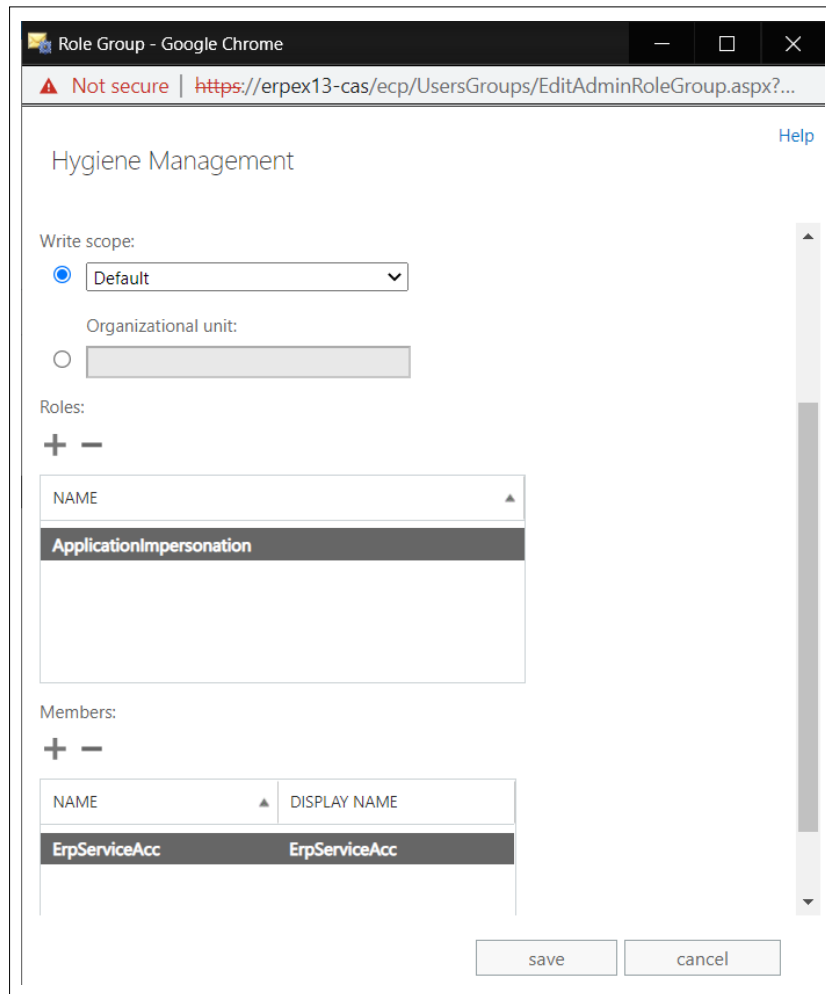 Role Group - Google Chrome
Not secure | https://erpex13-cas/ecp/UsersGroups/EditAdminRoleGroup.aspx?...
Help
Hygiene Management
Write scope:
Default
Organizational unit:
Roles:
NAME
ApplicationImpersonation
Members:
NAME DISPLAY NAME
ErpServiceAcc ErpServiceAcc
save cancel